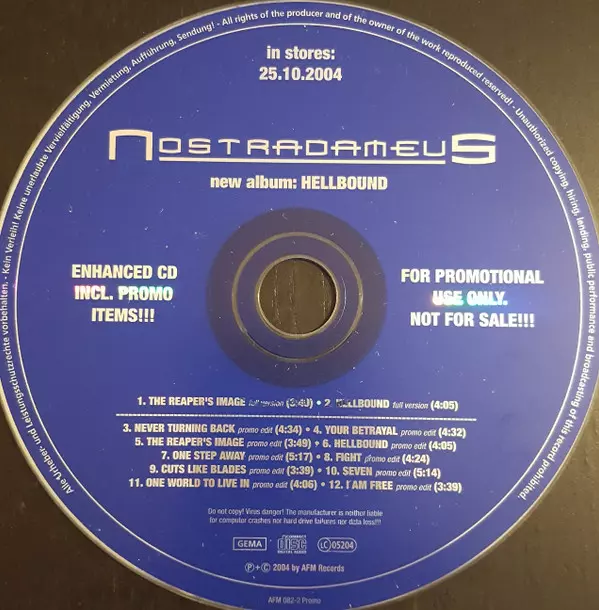 Alle Urheber- und Leistungsschutzrechte vorbehalten. - Kein Verleih! Keine unerlaubte Vervielfältigung, Vermietung, Aufführung, Sendung! - All rights of the producer and of the owner of the work reproduced reserved! - Unauthorized copying, hiring, lending, public performance and broadcasting of this record prohibited.
in stores:
25.10.2004
NOSTRADAMEUS
new album: HELLBOUND
ENHANCED CD
INCL. PROMO
ITEMS!!!
FOR PROMOTIONAL
USE ONLY.
NOT FOR SALE!!!
1. THE REAPER'S IMAGE full version (3:49) • 2. HELLBOUND full version (4:05)
3. NEVER TURNING BACK promo edit (4:34) • 4. YOUR BETRAYAL promo edit (4:32)
5. THE REAPER'S IMAGE promo edit (3:49) • 6. HELLBOUND promo edit (4:05)
7. ONE STEP AWAY promo edit (5:17) • 8. FIGHT promo edit (4:24)
9. CUTS LIKE BLADES promo edit (3:39) • 10. SEVEN promo edit (5:14)
11. ONE WORLD TO LIVE IN promo edit (4:06) • 12. I AM FREE promo edit (3:39)
Do not copy! Virus danger! The manufacturer is neither liable
for computer crashes nor hard drive failures nor data loss!!!
GEMA COMPACT disc DIGITAL AUDIO LC 05204
℗+© 2004 by AFM Records
AFM 082-2 Promo